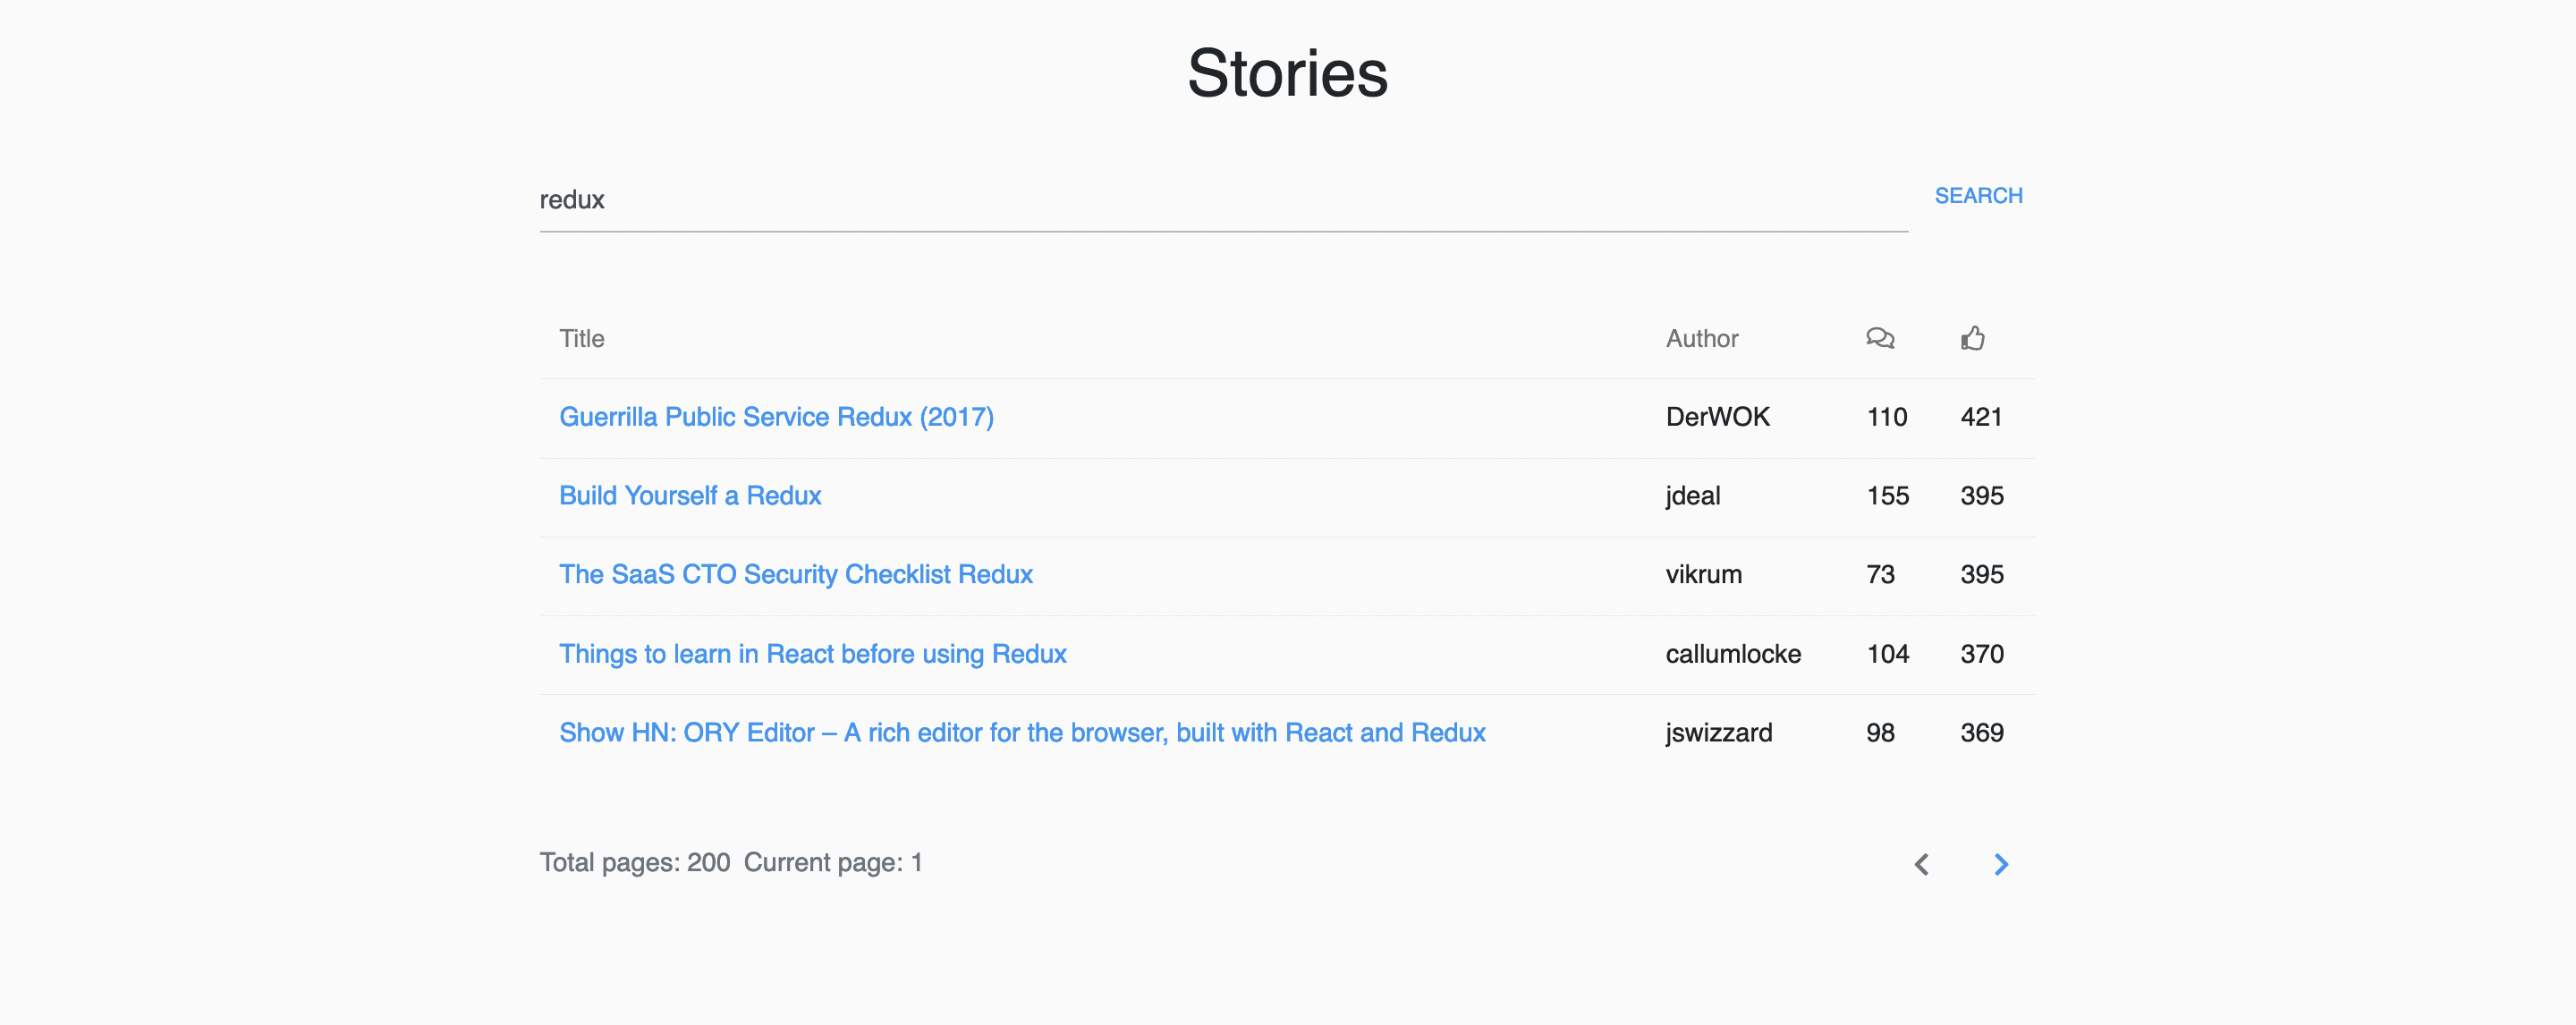 Stories
redux
SEARCH
Title Author
Guerrilla Public Service Redux (2017) DerWOK 110 421
Build Yourself a Redux jdeal 155 395
The SaaS CTO Security Checklist Redux vikrum 73 395
Things to learn in React before using Redux callumlocke 104 370
Show HN: ORY Editor – A rich editor for the browser, built with React and Redux jswizzard 98 369
Total pages: 200 Current page: 1